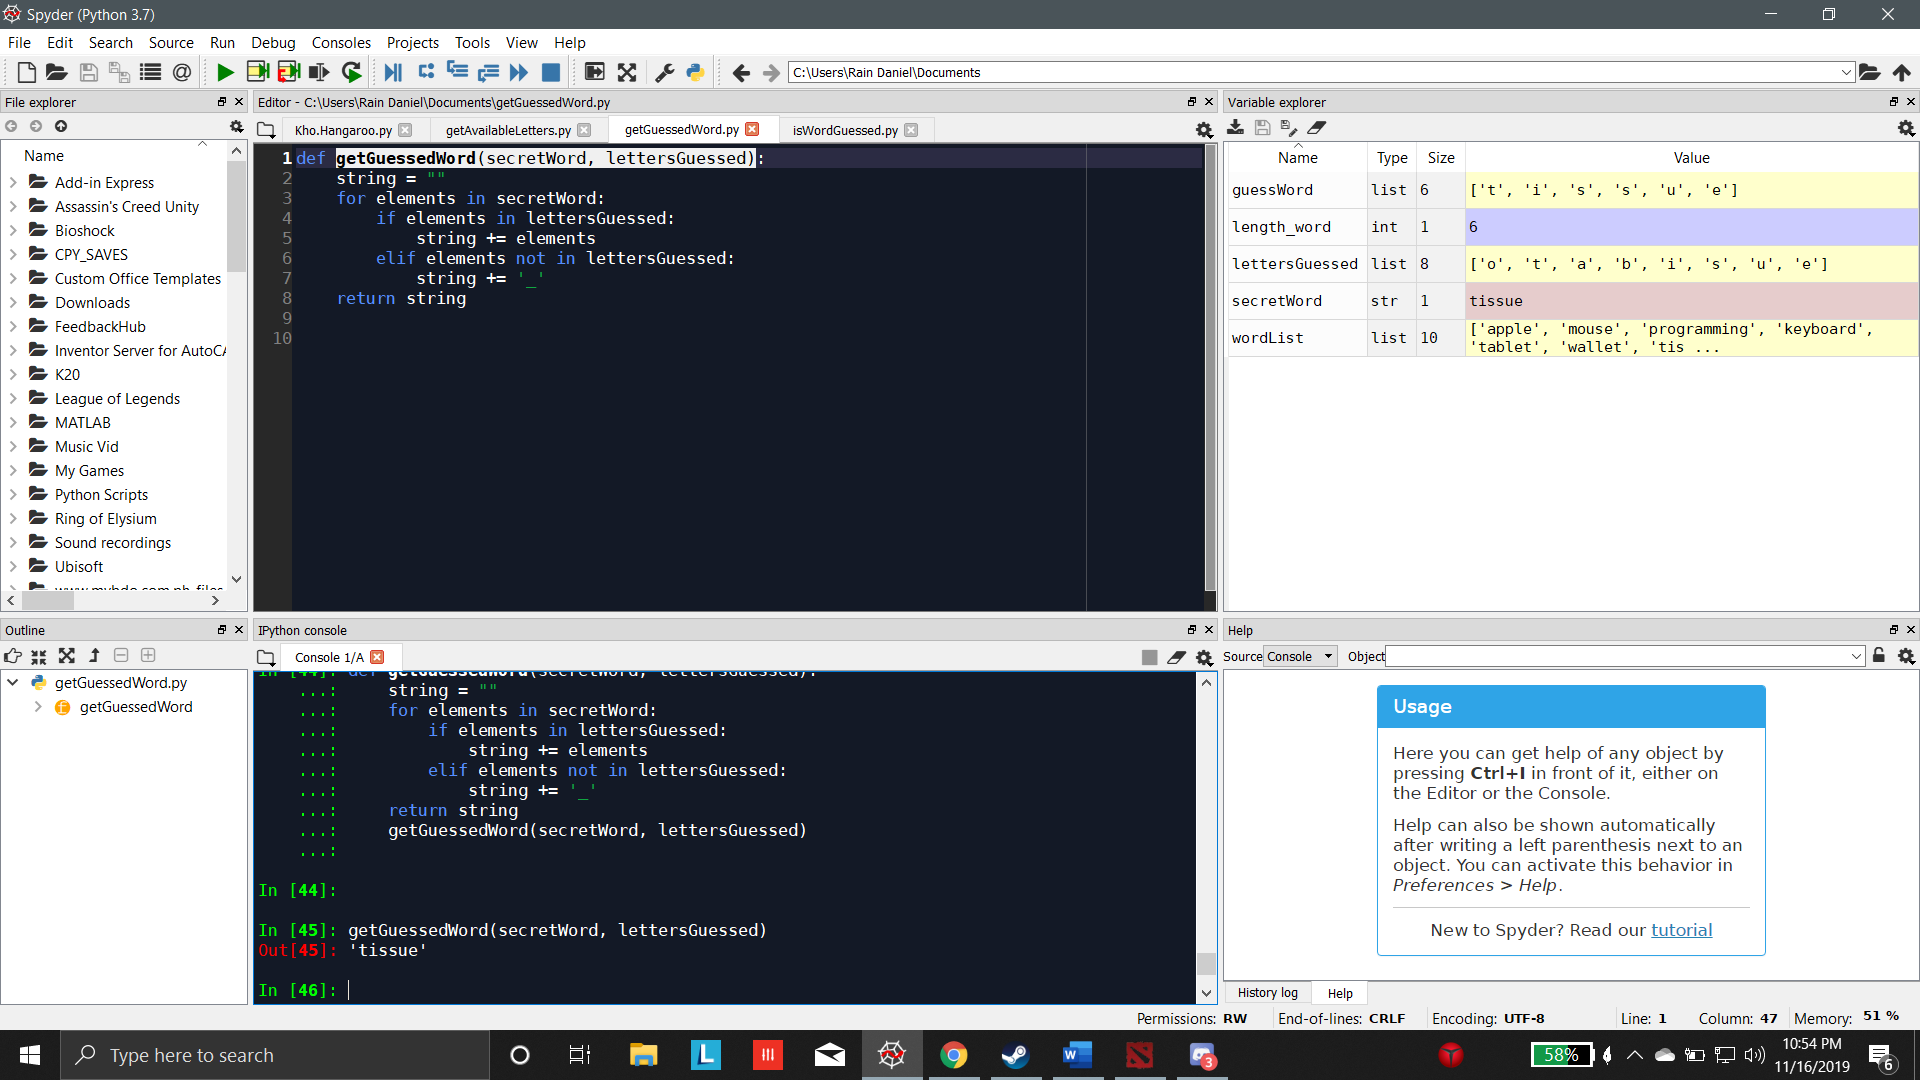 Spyder (Python 3.7)
File Edit Search Source Run Debug Consoles Projects Tools View Help
C:\Users\Rain Daniel\Documents
File explorer
Name
Add-in Express
Assassin's Creed Unity
Bioshock
CPY_SAVES
Custom Office Templates
Downloads
FeedbackHub
Inventor Server for AutoCA
K20
League of Legends
MATLAB
Music Vid
My Games
Python Scripts
Ring of Elysium
Sound recordings
Ubisoft
Editor - C:\Users\Rain Daniel\Documents\getGuessedWord.py
Kho.Hangaroo.py getAvailableLetters.py getGuessedWord.py isWordGuessed.py
1 def getGuessedWord(secretWord, lettersGuessed):
2 string = ""
3 for elements in secretWord:
4 if elements in lettersGuessed:
5 string += elements
6 elif elements not in lettersGuessed:
7 string += '_'
8 return string
9
10
Variable explorer
Name Type Size Value
guessWord list 6 ['t', 'i', 's', 's', 'u', 'e']
length_word int 1 6
lettersGuessed list 8 ['o', 't', 'a', 'b', 'i', 's', 'u', 'e']
secretWord str 1 tissue
wordList list 10 ['apple', 'mouse', 'programming', 'keyboard',
'tablet', 'wallet', 'tis ...
Outline
getGuessedWord.py
getGuessedWord
IPython console
Console 1/A
In [44]: def getGuessedWord(secretWord, lettersGuessed):
...: string = ""
...: for elements in secretWord:
...: if elements in lettersGuessed:
...: string += elements
...: elif elements not in lettersGuessed:
...: string += '_'
...: return string
...: getGuessedWord(secretWord, lettersGuessed)
...:
In [44]:
In [45]: getGuessedWord(secretWord, lettersGuessed)
Out[45]: 'tissue'
In [46]:
Help
Source Console Object
Usage
Here you can get help of any object by
pressing Ctrl+I in front of it, either on
the Editor or the Console.
Help can also be shown automatically
after writing a left parenthesis next to an
object. You can activate this behavior in
Preferences > Help.
New to Spyder? Read our tutorial
History log Help
Permissions: RW End-of-lines: CRLF Encoding: UTF-8 Line: 1 Column: 47 Memory: 51 %
Type here to search
L
W
3
58%
10:54 PM
11/16/2019
6